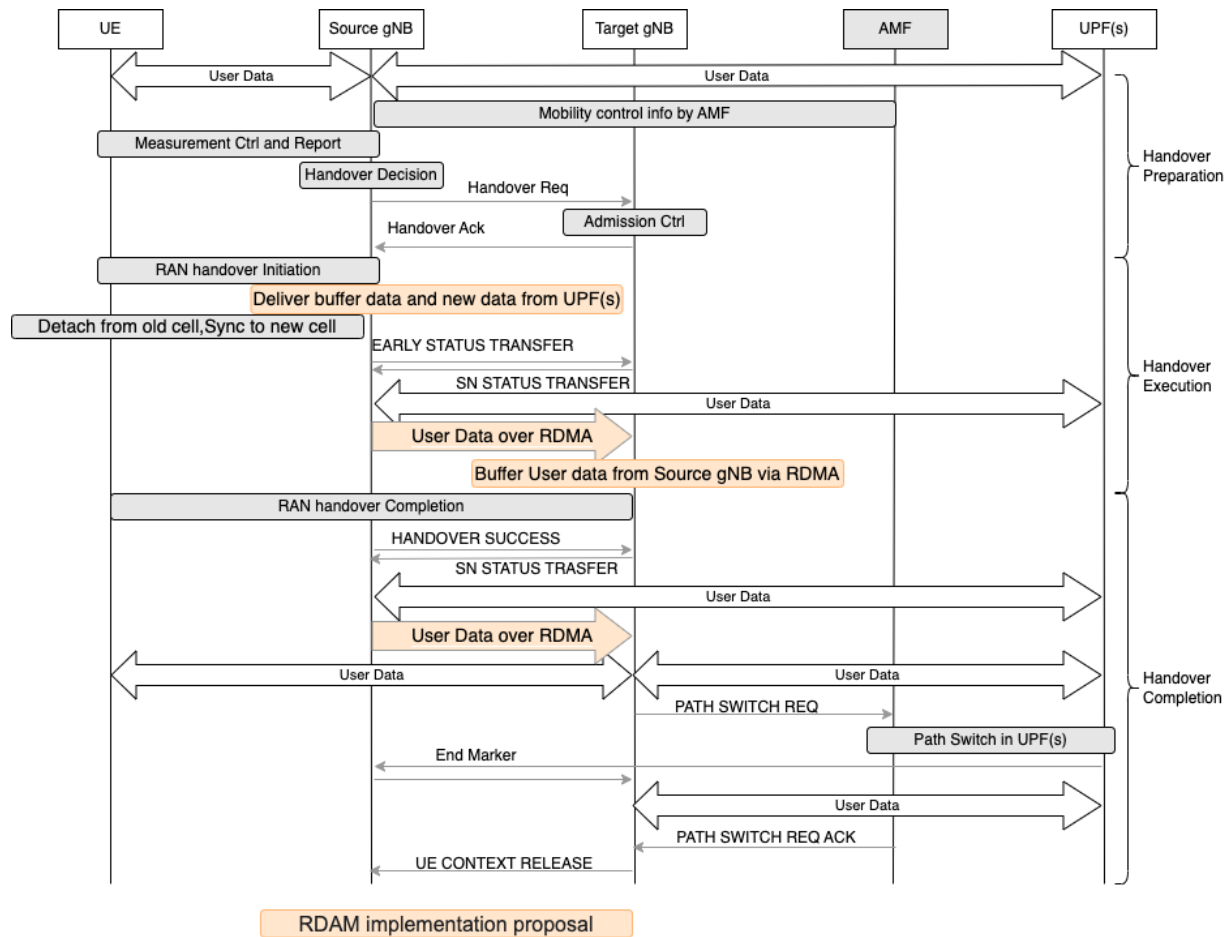 UE
Source gNB
Target gNB
AMF
UPF(s)
User Data
User Data
Mobility control info by AMF
Measurement Ctrl and Report
Handover
Preparation
Handover Decision
Handover Req
Admission Ctrl
Handover Ack
RAN handover Initiation
Deliver buffer data and new data from UPF(s)
Detach from old cell,Sync to new cell
EARLY STATUS TRANSFER
Handover
Execution
SN STATUS TRANSFER
User Data
User Data over RDMA
Buffer User data from Source gNB via RDMA
RAN handover Completion
HANDOVER SUCCESS
SN STATUS TRASFER
User Data
User Data over RDMA
User Data
User Data
Handover
Completion
PATH SWITCH REQ
Path Switch in UPF(s)
End Marker
User Data
PATH SWITCH REQ ACK
UE CONTEXT RELEASE
RDAM implementation proposal